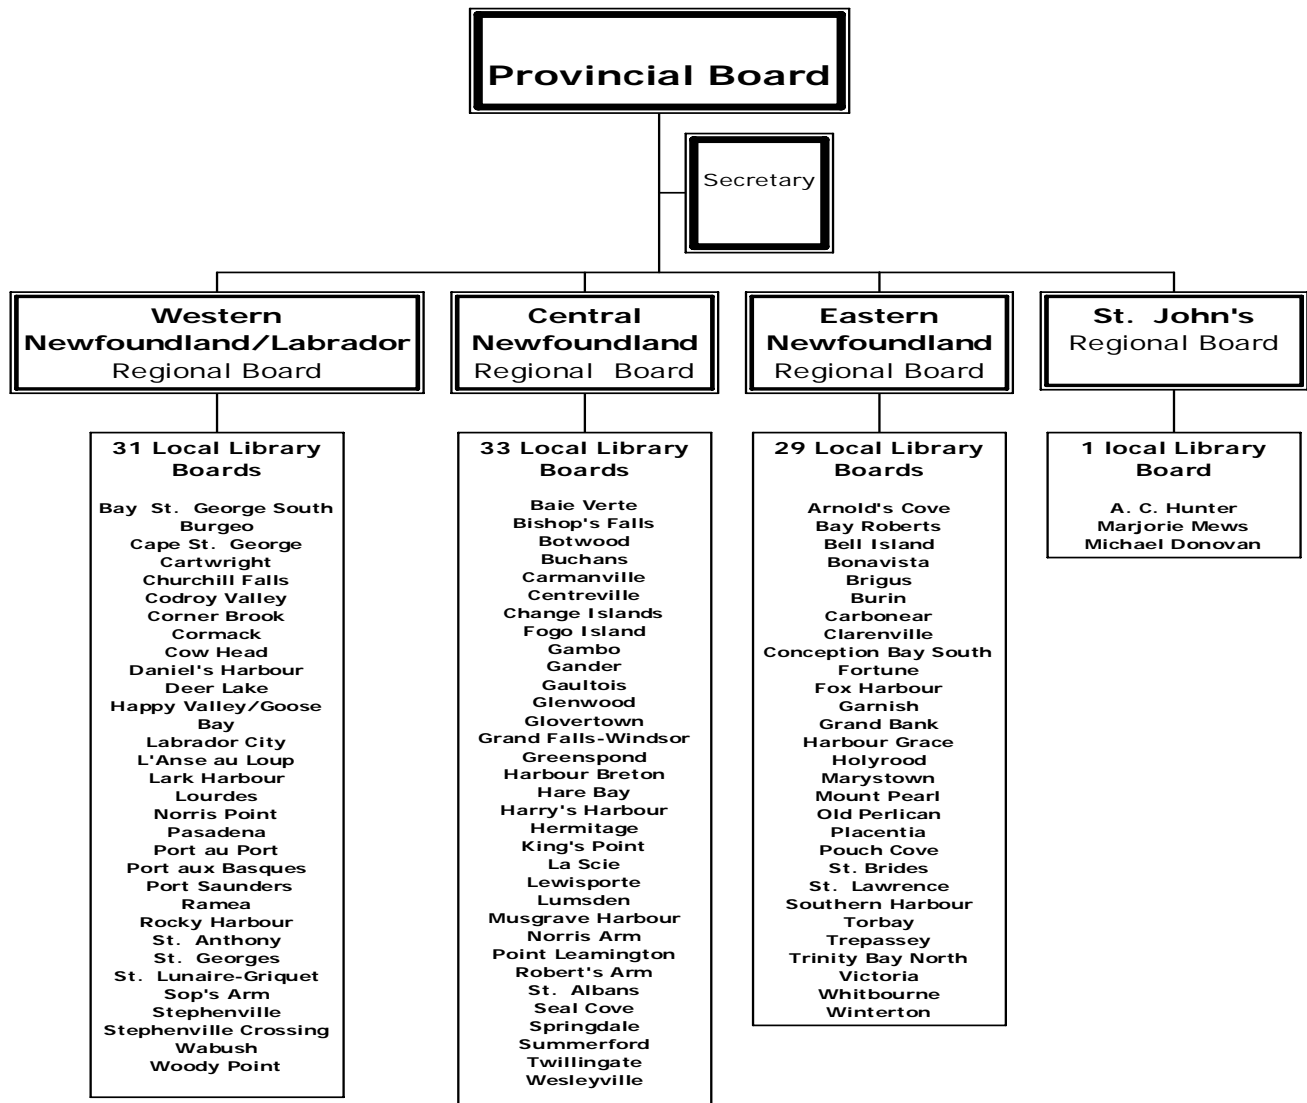 Provincial Board
Secretary
Western
Newfoundland/Labrador
Regional Board
Central
Newfoundland
Regional Board
Eastern
Newfoundland
Regional Board
St. John's
Regional Board
31 Local Library
Boards
Bay St. George South
Burgeo
Cape St. George
Cartwright
Churchill Falls
Codroy Valley
Corner Brook
Cormack
Cow Head
Daniel's Harbour
Deer Lake
Happy Valley/Goose
Bay
Labrador City
L'Anse au Loup
Lark Harbour
Lourdes
Norris Point
Pasadena
Port au Port
Port aux Basques
Port Saunders
Ramea
Rocky Harbour
St. Anthony
St. Georges
St. Lunaire-Griquet
Sop's Arm
Stephenville
Stephenville Crossing
Wabush
Woody Point
33 Local Library
Boards
Baie Verte
Bishop's Falls
Botwood
Buchans
Carmanville
Centreville
Change Islands
Fogo Island
Gambo
Gander
Gaultois
Glenwood
Glovertown
Grand Falls-Windsor
Greenspond
Harbour Breton
Hare Bay
Harry's Harbour
Hermitage
King's Point
La Scie
Lewisporte
Lumsden
Musgrave Harbour
Norris Arm
Point Leamington
Robert's Arm
St. Albans
Seal Cove
Springdale
Summerford
Twillingate
Wesleyville
29 Local Library
Boards
Arnold's Cove
Bay Roberts
Bell Island
Bonavista
Brigus
Burin
Carbonear
Clarenville
Conception Bay South
Fortune
Fox Harbour
Garnish
Grand Bank
Harbour Grace
Holyrood
Marystown
Mount Pearl
Old Perlican
Placentia
Pouch Cove
St. Brides
St. Lawrence
Southern Harbour
Torbay
Trepassey
Trinity Bay North
Victoria
Whitbourne
Winterton
1 local Library
Board
A. C. Hunter
Marjorie Mews
Michael Donovan